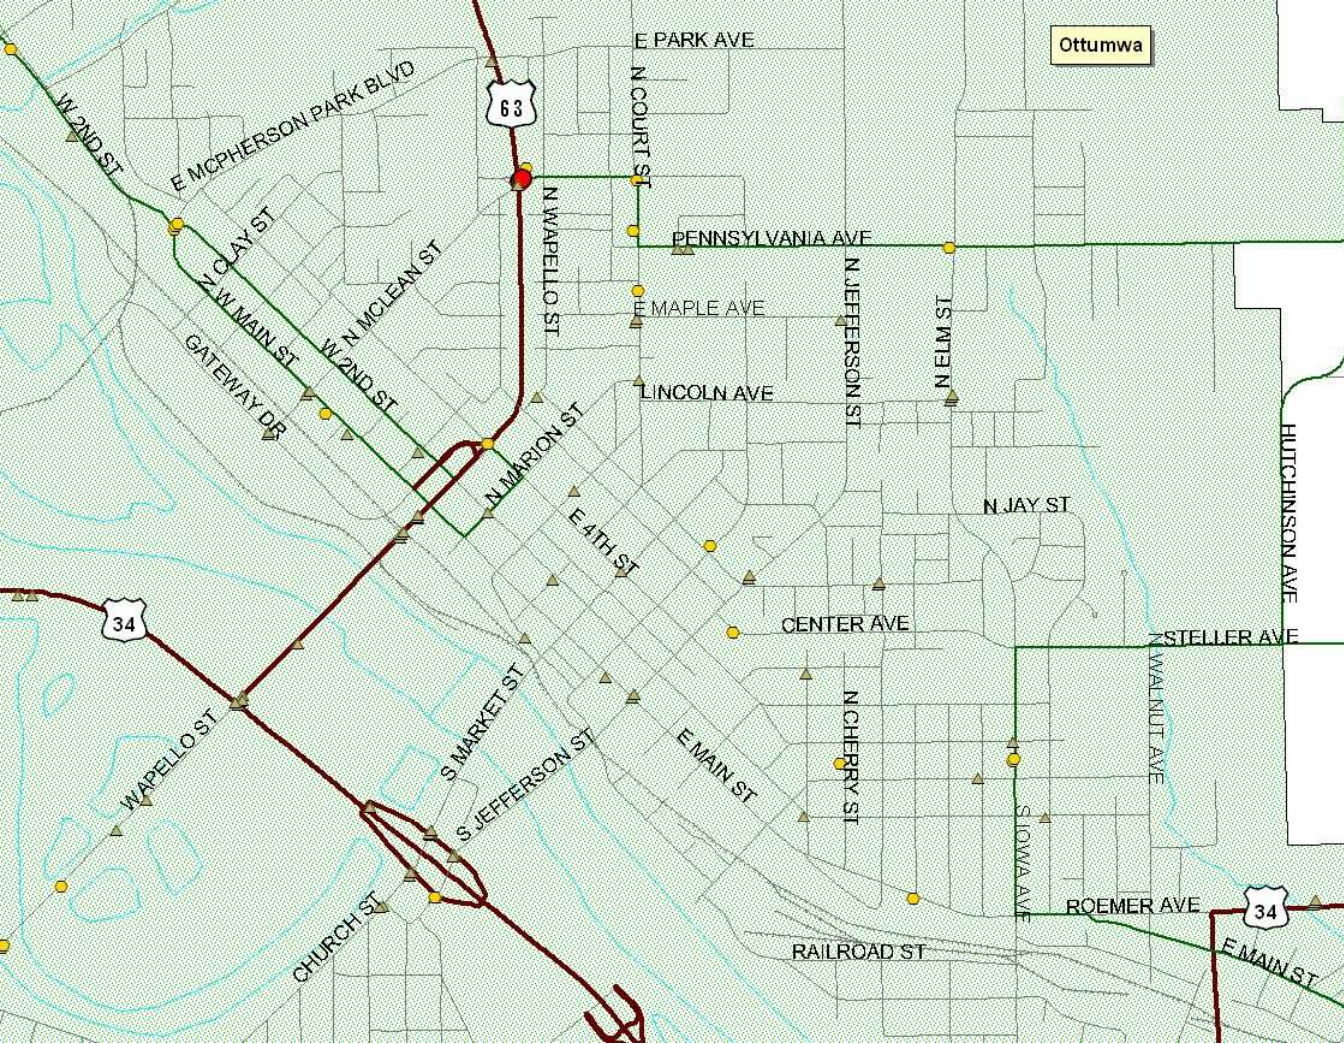 E PARK AVE
Ottumwa
63
N COURT ST
W 2ND ST
E MCPHERSON PARK BLVD
N WAPELLO ST
N CLAY ST
PENNSYLVANIA AVE
N MCLEAN ST
N JEFFERSON ST
N ELM ST
E MAPLE AVE
N W MAIN ST
GATEWAY DR
W 2ND ST
LINCOLN AVE
N MARION ST
HUTCHINSON AVE
N JAY ST
E 4TH ST
34
CENTER AVE
STELLER AVE
N WALNUT AVE
S MARKET ST
N CHERRY ST
WAPELLO ST
S JEFFERSON ST
E MAIN ST
S IOWA AVE
CHURCH ST
ROEMER AVE
34
RAILROAD ST
E MAIN ST